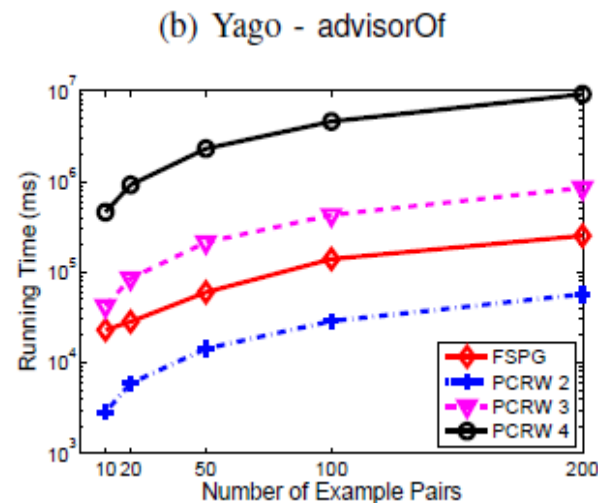 (b) Yago - advisorOf
10^7
10^6
10^5
10^4
10^3
Running Time (ms)
10 20 50 100 200
Number of Example Pairs
FSPG
PCRW 2
PCRW 3
PCRW 4